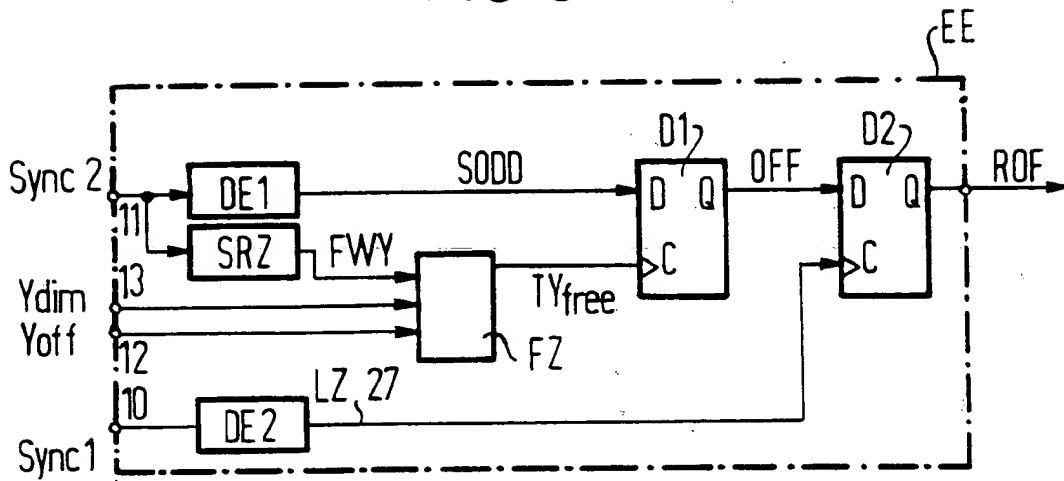 EE
D1
D2
Sync 2
11
DE1
SODD
D Q
OFF
D Q
ROF
SRZ
FWY
C
C
13
Ydim
TYfree
Yoff
12
FZ
10
LZ, 27
DE2
Sync1